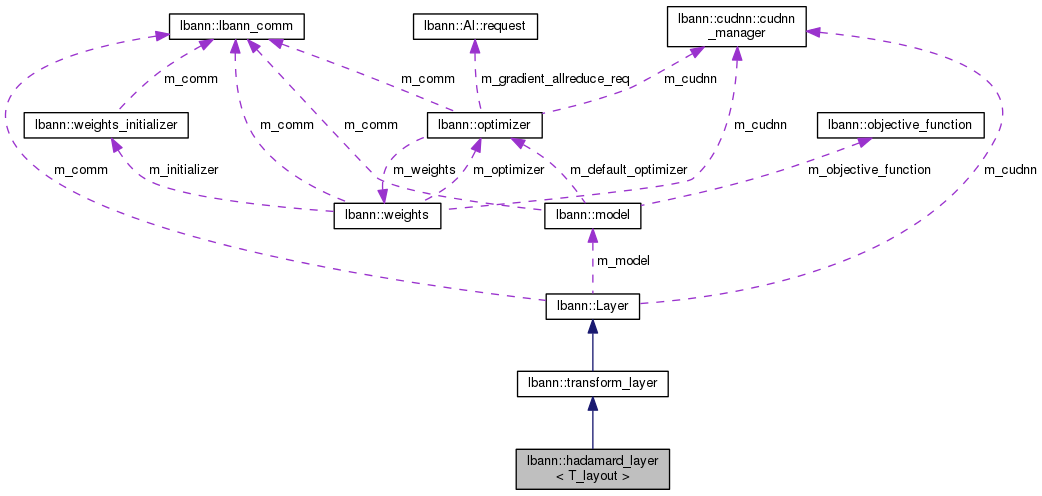 lbann::lbann_comm
lbann::Al::request
lbann::cudnn::cudnn
_manager
m_comm
m_comm
m_gradient_allreduce_req
m_cudnn
lbann::weights_initializer
m_comm
m_comm
lbann::optimizer
m_cudnn
lbann::objective_function
m_comm
m_initializer
m_weights
m_optimizer
m_default_optimizer
m_objective_function
m_cudnn
lbann::weights
lbann::model
m_model
lbann::Layer
lbann::transform_layer
lbann::hadamard_layer
< T_layout >